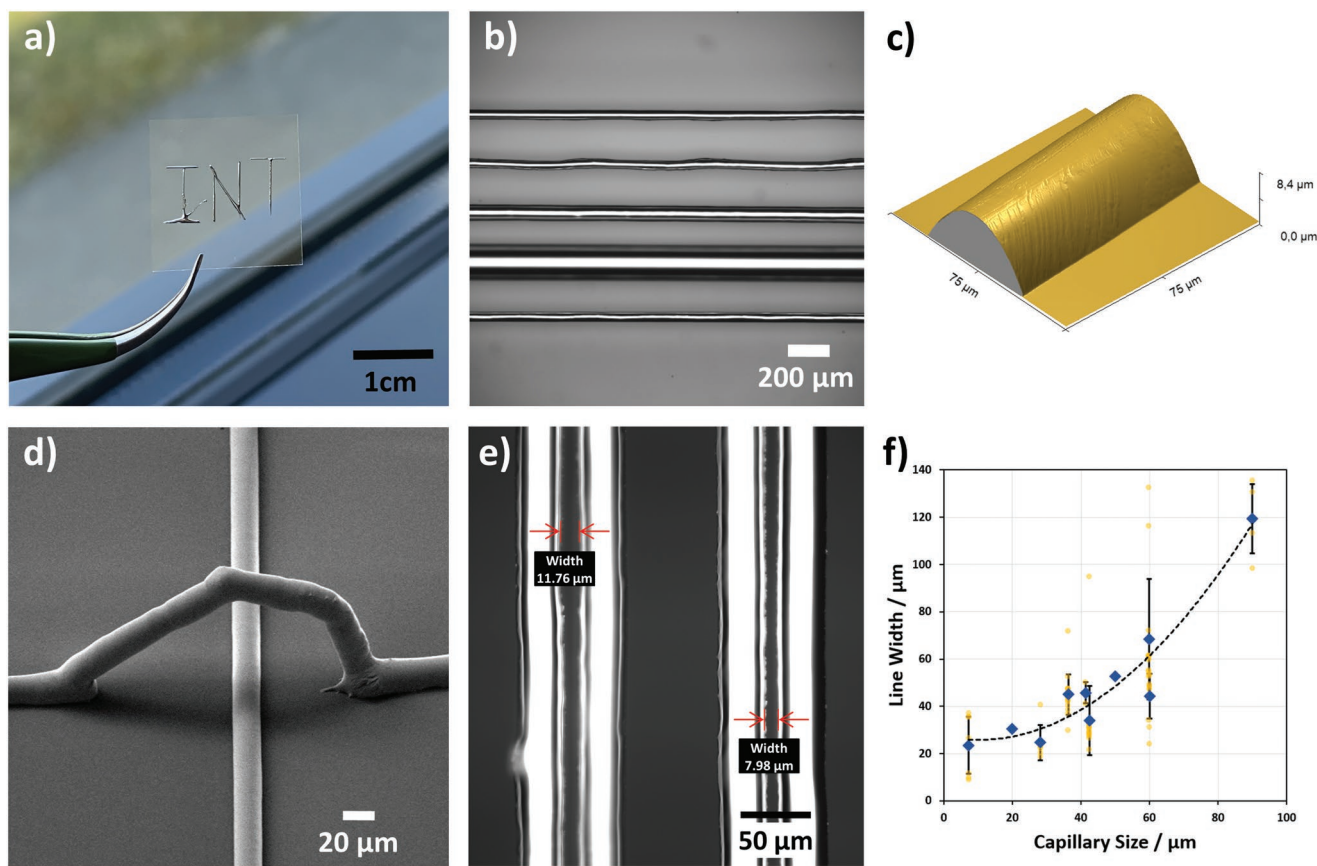 a)
INT
1cm
b)
200 µm
c)
8,4 µm
0,0 µm
75 µm
75 µm
d)
20 µm
e)
Width
11.76 µm
Width
7.98 µm
50 µm
f)
Line Width / µm
140
120
100
80
60
40
20
0
0
20
40
60
80
100
Capillary Size / µm